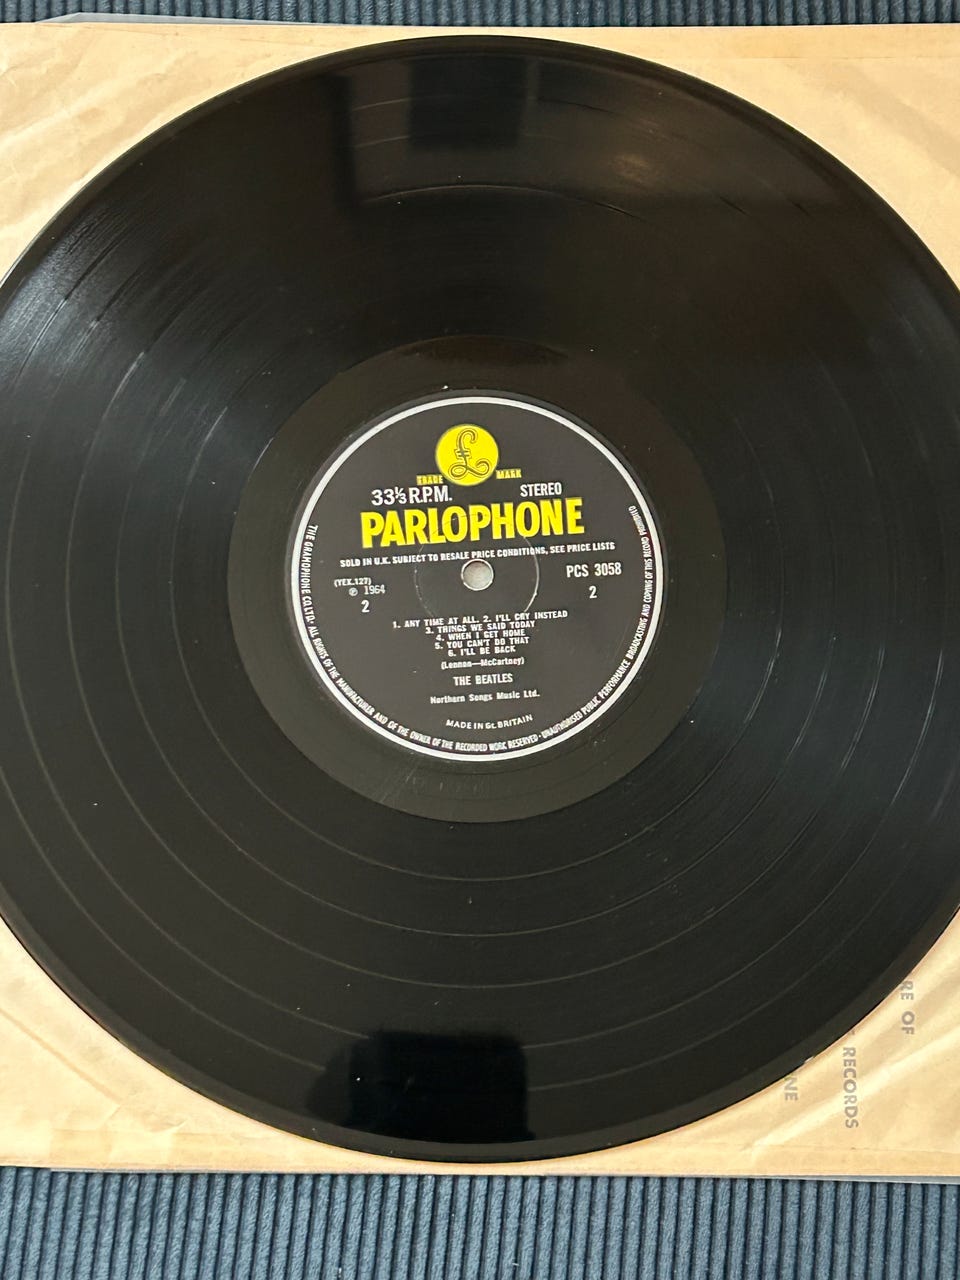 £
TRADE MARK
33⅓ R.P.M. STEREO
PARLOPHONE
SOLD IN U.K. SUBJECT TO RESALE PRICE CONDITIONS, SEE PRICE LISTS
(YEX.127) PCS 3058
℗ 1964
2 2
1. ANY TIME AT ALL. 2. I'LL CRY INSTEAD
3. THINGS WE SAID TODAY
4. WHEN I GET HOME
5. YOU CAN'T DO THAT
6. I'LL BE BACK
(Lennon—McCartney)
THE BEATLES
Northern Songs Music Ltd.
MADE IN Gt. BRITAIN
THE GRAMOPHONE CO. LTD · ALL RIGHTS OF THE MANUFACTURER AND OF THE OWNER OF THE RECORDED WORK RESERVED · UNAUTHORISED PUBLIC PERFORMANCE BROADCASTING AND COPYING OF THIS RECORD PROHIBITED
RE OF
RECORDS
NE